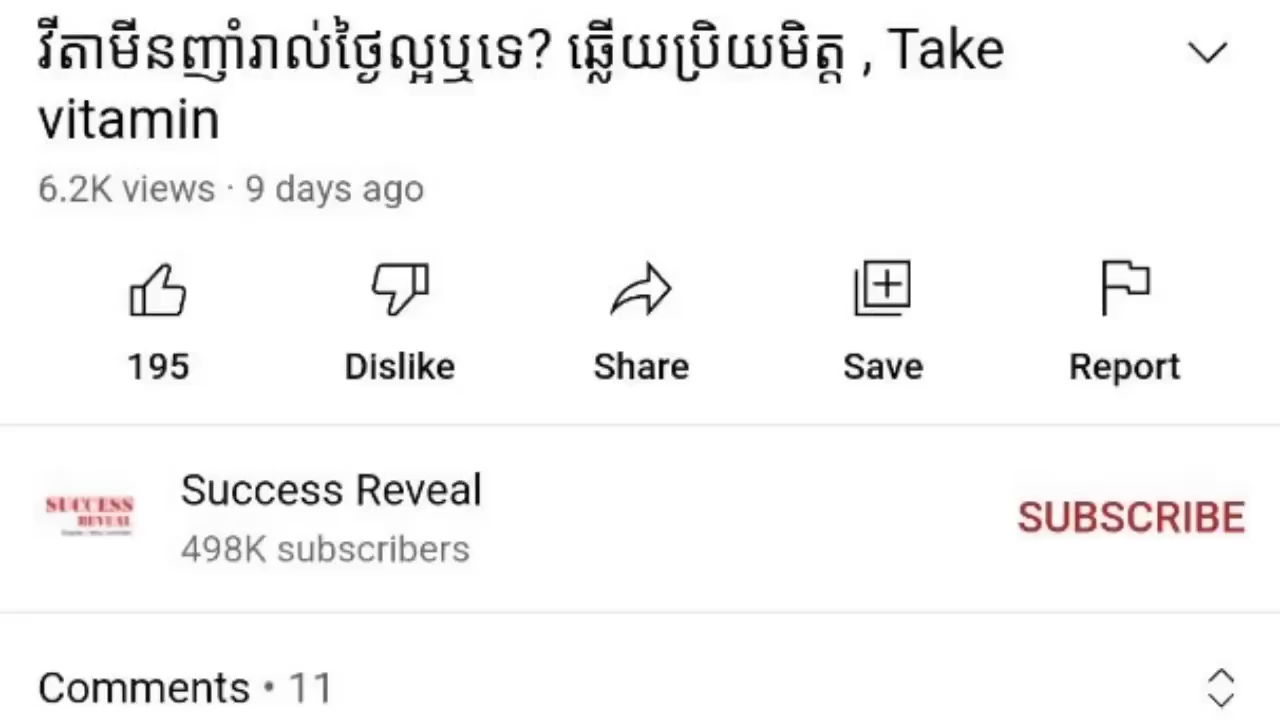 វីតាមីនញ៉ាំរាល់ថ្ងៃល្អឬទេ? ឆ្លើយប្រិយមិត្ត , Take
vitamin
6.2K views · 9 days ago
195 Dislike Share Save Report
SUCCESS
REVEAL
Success Reveal
498K subscribers
SUBSCRIBE
Comments • 11